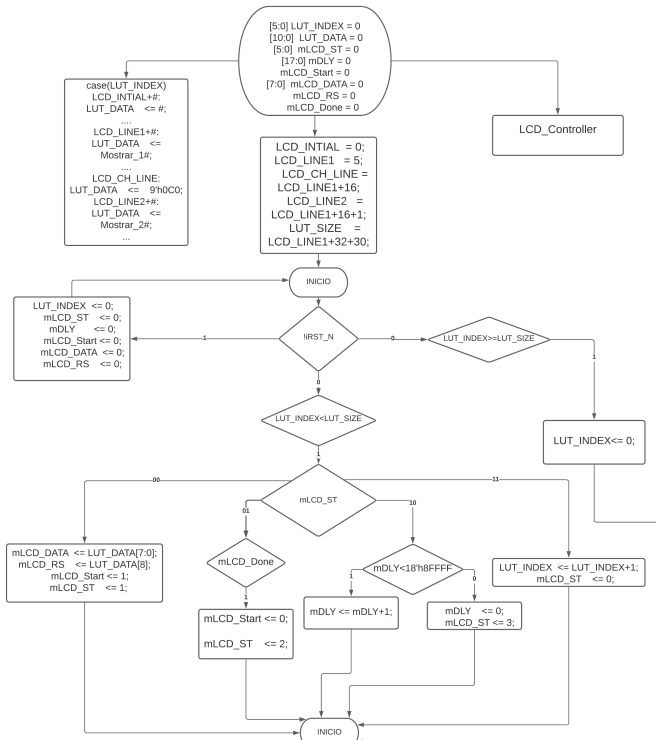 [5:0] LUT_INDEX = 0
[10:0] LUT_DATA = 0
[5:0] mLCD_ST = 0
[17:0] mDLY = 0
mLCD_Start = 0
[7:0] mLCD_DATA = 0
mLCD_RS = 0
mLCD_Done = 0
case(LUT_INDEX)
LCD_INTIAL+#:
LUT_DATA <= #;
....
LCD_LINE1+#:
LUT_DATA <=
Mostrar_1#;
....
LCD_CH_LINE:
LUT_DATA <= 9'h0C0;
LCD_LINE2+#:
LUT_DATA <=
Mostrar_2#;
...
LCD_Controller
LCD_INTIAL = 0;
LCD_LINE1 = 5;
LCD_CH_LINE =
LCD_LINE1+16;
LCD_LINE2 =
LCD_LINE1+16+1;
LUT_SIZE =
LCD_LINE1+32+30;
INICIO
LUT_INDEX <= 0;
mLCD_ST <= 0;
mDLY <= 0;
mLCD_Start <= 0;
mLCD_DATA <= 0;
mLCD_RS <= 0;
1
!iRST_N
0
LUT_INDEX>=LUT_SIZE
1
0
LUT_INDEX<LUT_SIZE
LUT_INDEX<= 0;
1
00
mLCD_ST
11
01
10
mLCD_DATA <= LUT_DATA[7:0];
mLCD_RS <= LUT_DATA[8];
mLCD_Start <= 1;
mLCD_ST <= 1;
mLCD_Done
1
mLCD_Start <= 0;
mLCD_ST <= 2;
mDLY<18'h8FFFF
1
0
mDLY <= mDLY+1;
mDLY <= 0;
mLCD_ST <= 3;
LUT_INDEX <= LUT_INDEX+1;
mLCD_ST <= 0;
INICIO